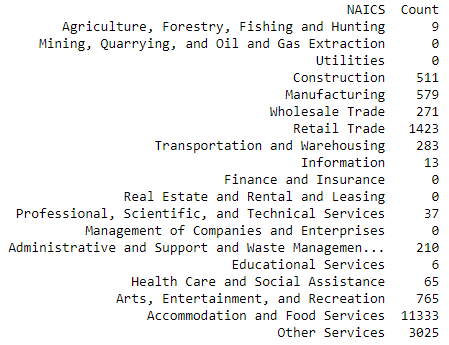 NAICS Count
Agriculture, Forestry, Fishing and Hunting 9
Mining, Quarrying, and Oil and Gas Extraction 0
Utilities 0
Construction 511
Manufacturing 579
Wholesale Trade 271
Retail Trade 1423
Transportation and Warehousing 283
Information 13
Finance and Insurance 0
Real Estate and Rental and Leasing 0
Professional, Scientific, and Technical Services 37
Management of Companies and Enterprises 0
Administrative and Support and Waste Managemen... 210
Educational Services 6
Health Care and Social Assistance 65
Arts, Entertainment, and Recreation 765
Accommodation and Food Services 11333
Other Services 3025